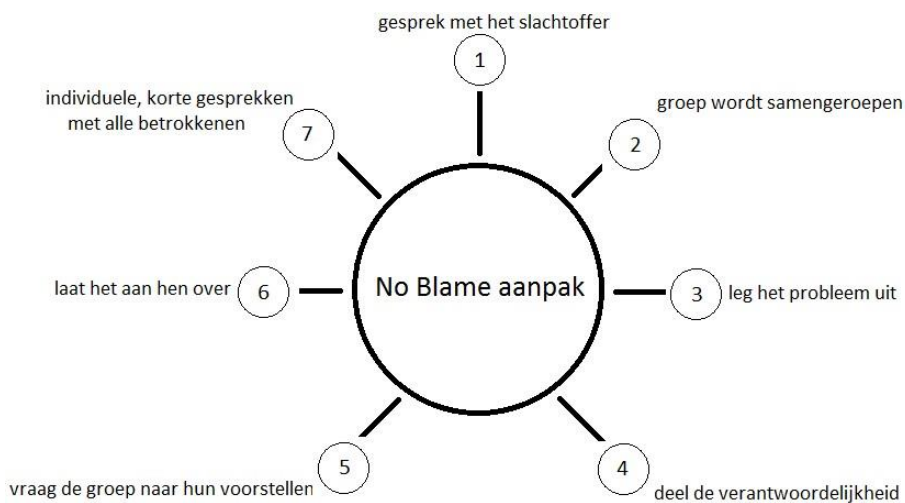 gesprek met het slachtoffer
1
groep wordt samengeroepen
2
3
leg het probleem uit
4
deel de verantwoordelijkheid
5
vraag de groep naar hun voorstellen
6
laat het aan hen over
7
individuele, korte gesprekken
met alle betrokkenen
No Blame aanpak